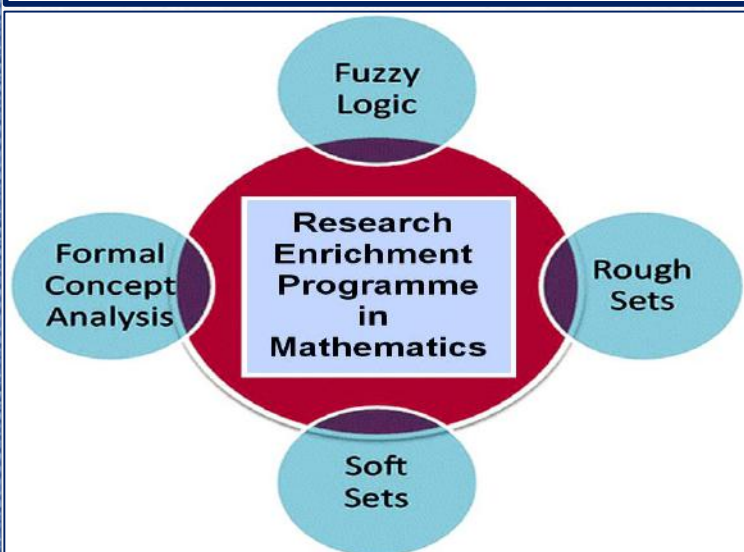 Fuzzy
Logic
Research
Enrichment
Programme
in
Mathematics
Formal
Concept
Analysis
Rough
Sets
Soft
Sets